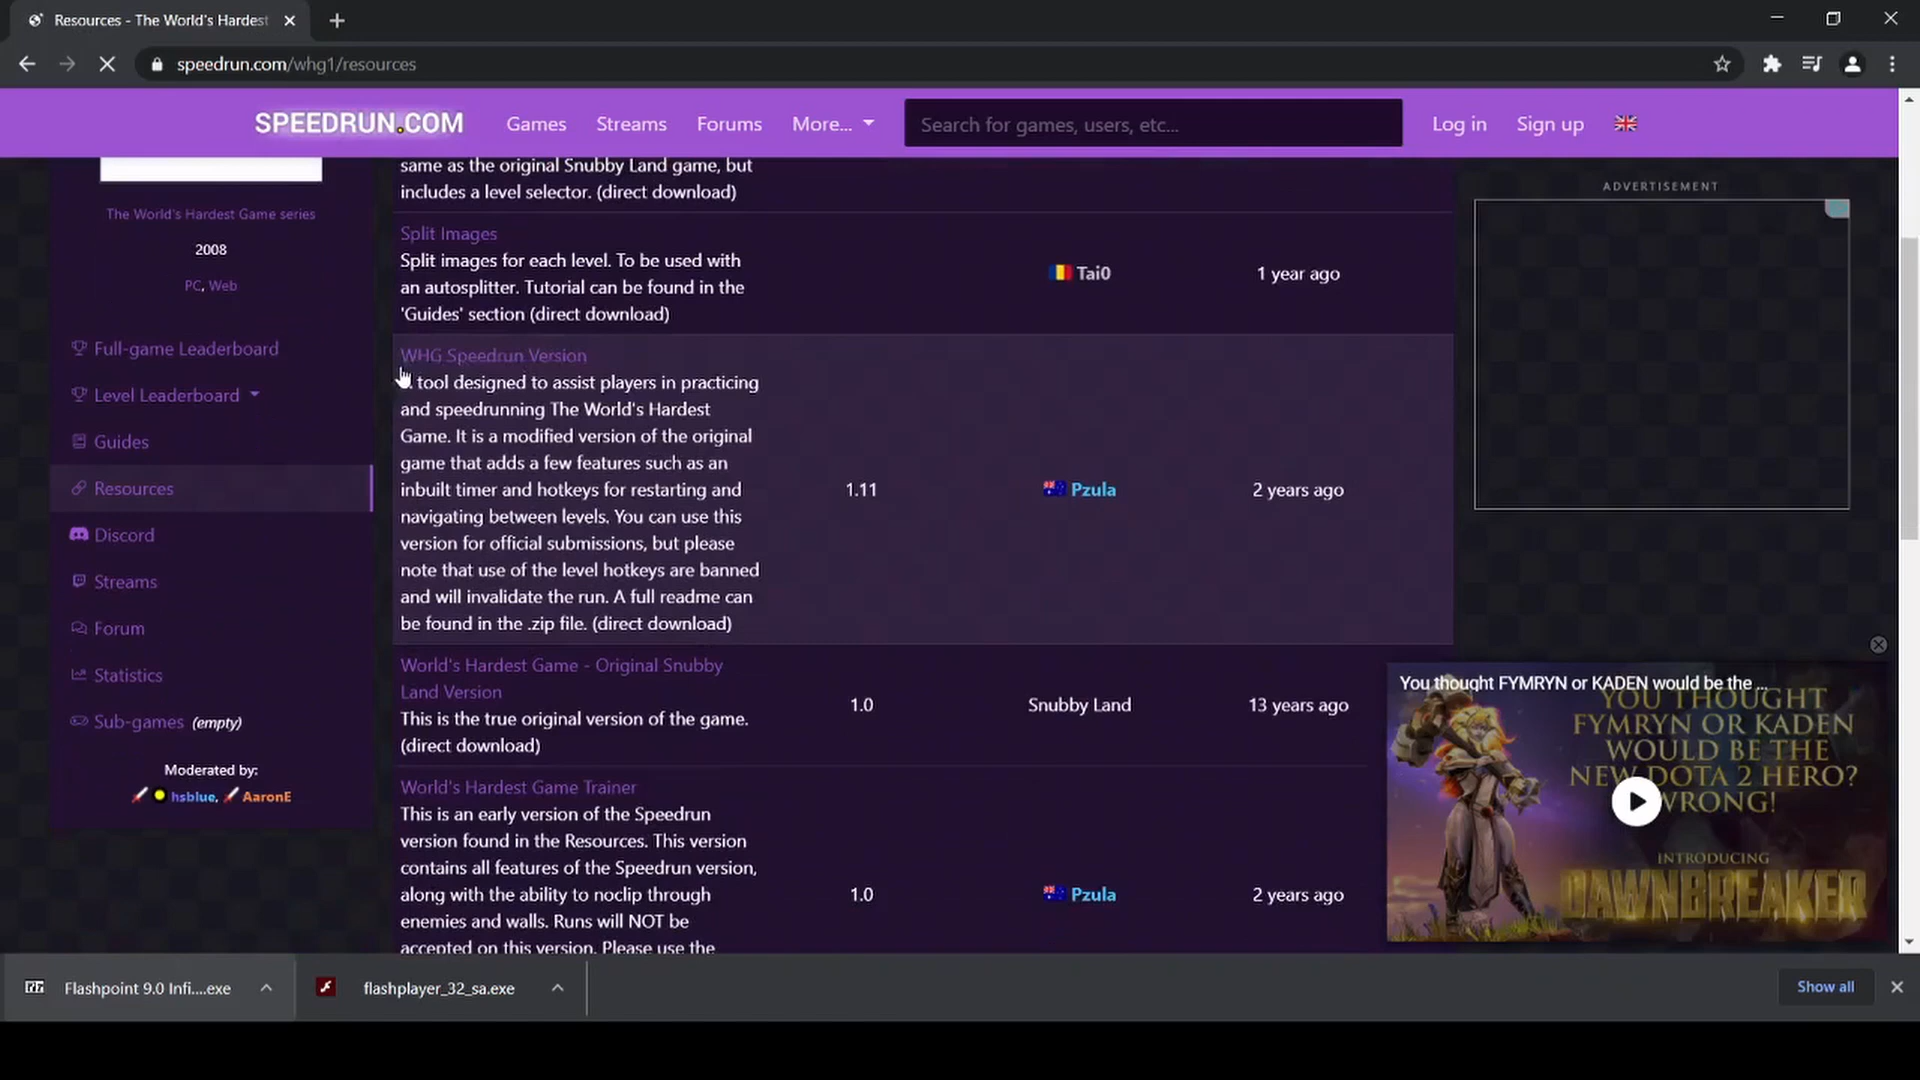 Resources - The World's Hardest
speedrun.com/whg1/resources
SPEEDRUN.COM Games Streams Forums More... Search for games, users, etc... Log in Sign up
The World's Hardest Game series
2008
PC, Web
Full-game Leaderboard
Level Leaderboard
Guides
Resources
Discord
Streams
Forum
Statistics
Sub-games (empty)
Moderated by:
hsblue, AaronE
same as the original Snubby Land game, but
includes a level selector. (direct download)
Split Images
Split images for each level. To be used with
an autosplitter. Tutorial can be found in the
'Guides' section (direct download)
Tai0 1 year ago
WHG Speedrun Version
tool designed to assist players in practicing
and speedrunning The World's Hardest
Game. It is a modified version of the original
game that adds a few features such as an
inbuilt timer and hotkeys for restarting and
navigating between levels. You can use this
version for official submissions, but please
note that use of the level hotkeys are banned
and will invalidate the run. A full readme can
be found in the .zip file. (direct download)
1.11 Pzula 2 years ago
World's Hardest Game - Original Snubby
Land Version
This is the true original version of the game.
(direct download)
1.0 Snubby Land 13 years ago
World's Hardest Game Trainer
This is an early version of the Speedrun
version found in the Resources. This version
contains all features of the Speedrun version,
along with the ability to noclip through
enemies and walls. Runs will NOT be
accepted on this version. Please use the
1.0 Pzula 2 years ago
ADVERTISEMENT
You thought FYMRYN or KADEN would be the ...
YOU THOUGHT
FYMRYN OR KADEN
WOULD BE THE
NEW DOTA 2 HERO?
WRONG!
INTRODUCING
DAWNBREAKER
Flashpoint 9.0 Infi....exe flashplayer_32_sa.exe Show all